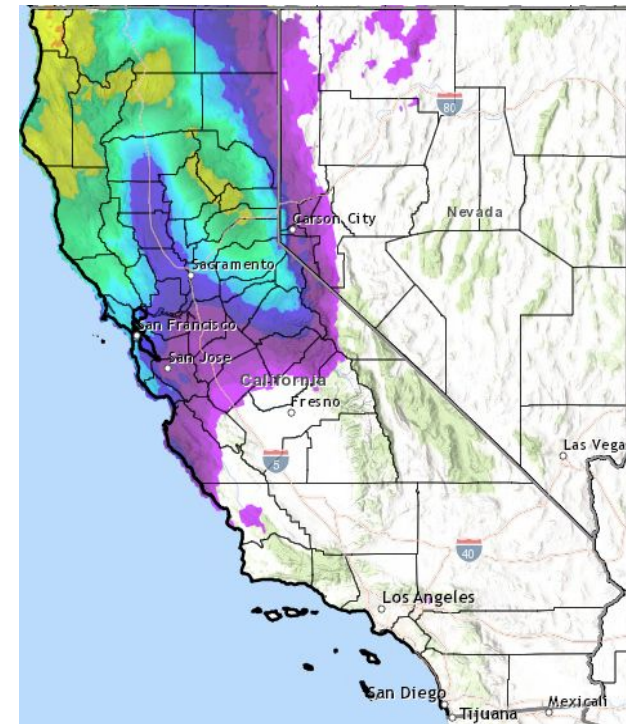 80
Nevada
Carson City
Sacramento
San Francisco
San Jose
California
Fresno
5
Las Vega
40
Los Angeles
San Diego
Tijuana
Mexicali